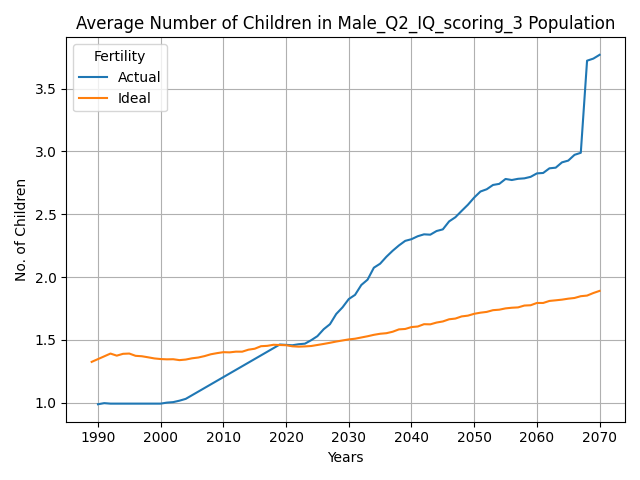 Average Number of Children in Male_Q2_IQ_scoring_3 Population
Fertility
Actual
Ideal
No. of Children
3.5
3.0
2.5
2.0
1.5
1.0
1990 2000 2010 2020 2030 2040 2050 2060 2070
Years